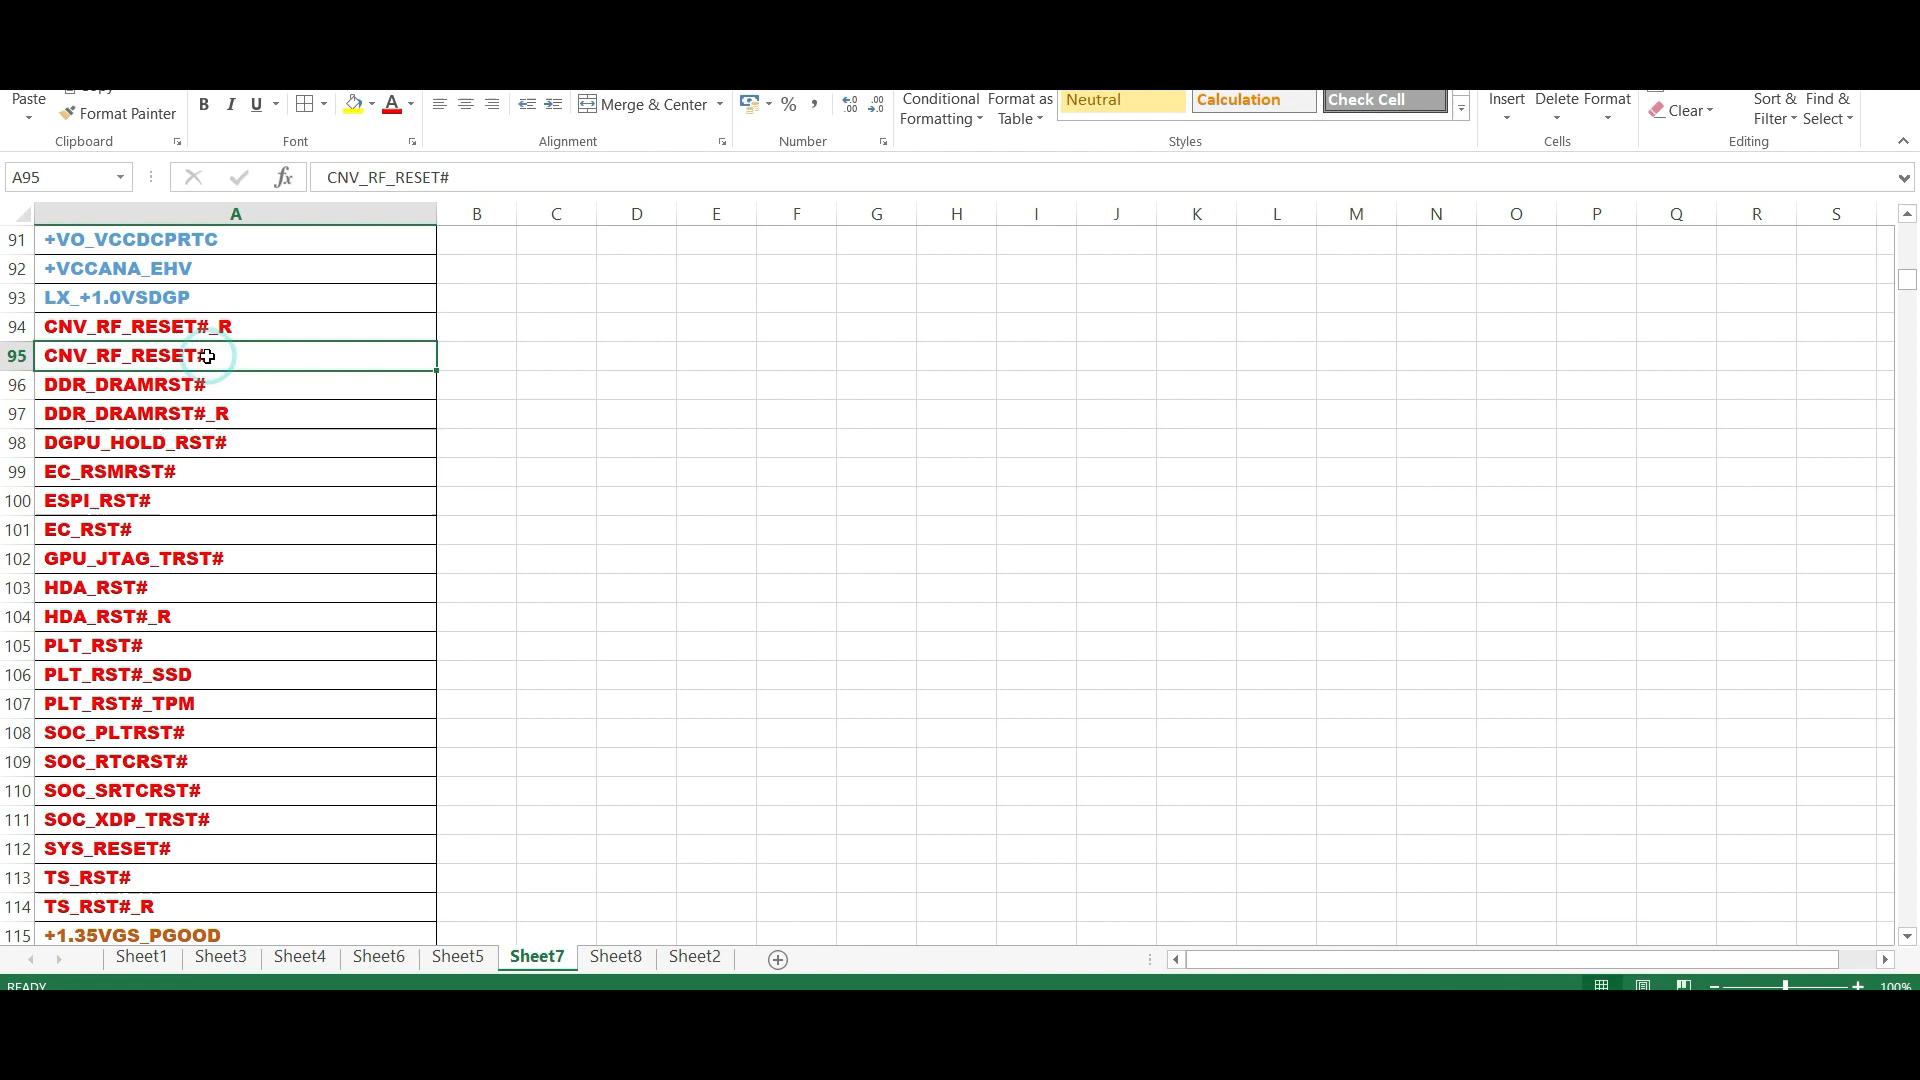 Copy
Paste
Format Painter
B I U
A
Merge & Center
% ,
Conditional
Formatting
Format as
Table
Neutral
Calculation
Check Cell
Insert
Delete
Format
Clear
Sort &
Filter
Find &
Select
Clipboard
Font
Alignment
Number
Styles
Cells
Editing
A95
fx
CNV_RF_RESET#
A B C D E F G H I J K L M N O P Q R S
91 +VO_VCCDCPRTC
92 +VCCANA_EHV
93 LX_+1.0VSDGP
94 CNV_RF_RESET#_R
95 CNV_RF_RESET#
96 DDR_DRAMRST#
97 DDR_DRAMRST#_R
98 DGPU_HOLD_RST#
99 EC_RSMRST#
100 ESPI_RST#
101 EC_RST#
102 GPU_JTAG_TRST#
103 HDA_RST#
104 HDA_RST#_R
105 PLT_RST#
106 PLT_RST#_SSD
107 PLT_RST#_TPM
108 SOC_PLTRST#
109 SOC_RTCRST#
110 SOC_SRTCRST#
111 SOC_XDP_TRST#
112 SYS_RESET#
113 TS_RST#
114 TS_RST#_R
115 +1.35VGS_PGOOD
Sheet1 Sheet3 Sheet4 Sheet6 Sheet5 Sheet7 Sheet8 Sheet2
READY
100%